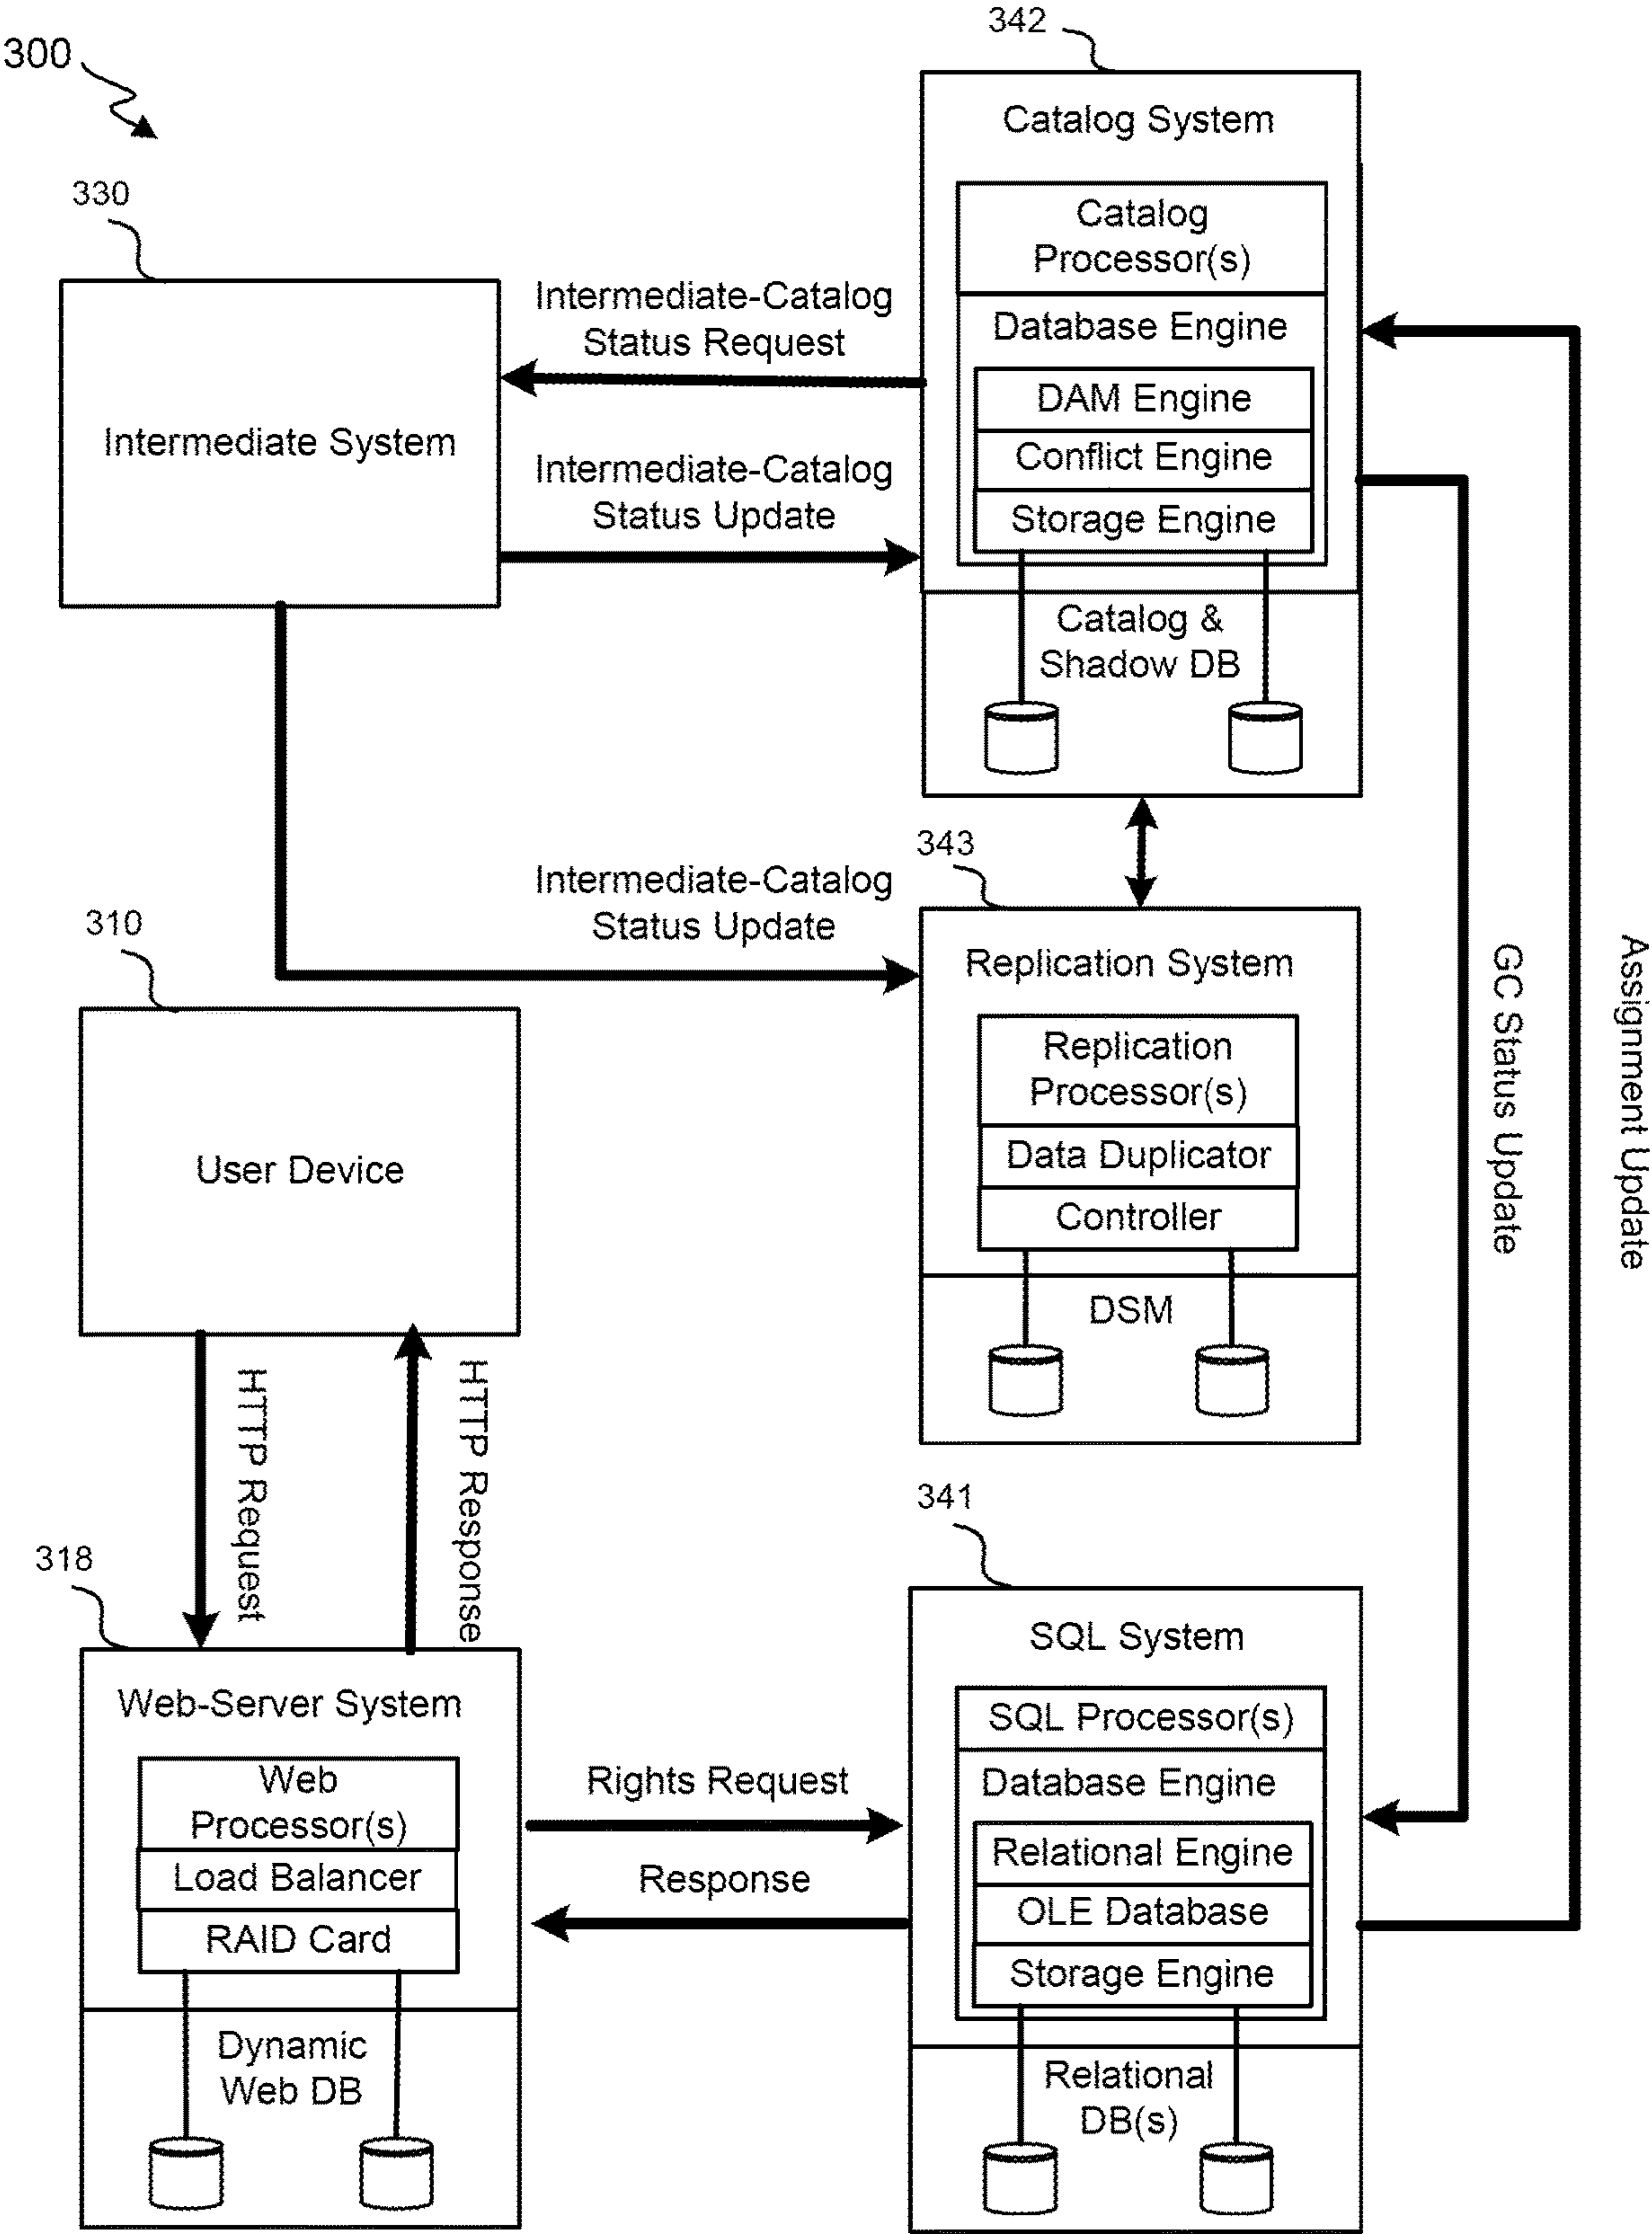 300
342
Catalog System
Catalog
Processor(s)
Database Engine
DAM Engine
Conflict Engine
Storage Engine
Catalog &
Shadow DB
330
Intermediate System
Intermediate-Catalog
Status Request
Intermediate-Catalog
Status Update
Intermediate-Catalog
Status Update
343
Replication System
Replication
Processor(s)
Data Duplicator
Controller
DSM
GC Status Update
Assignment Update
310
User Device
HTTP Request
HTTP Response
318
Web-Server System
Web
Processor(s)
Load Balancer
RAID Card
Dynamic
Web DB
Rights Request
Response
341
SQL System
SQL Processor(s)
Database Engine
Relational Engine
OLE Database
Storage Engine
Relational
DB(s)